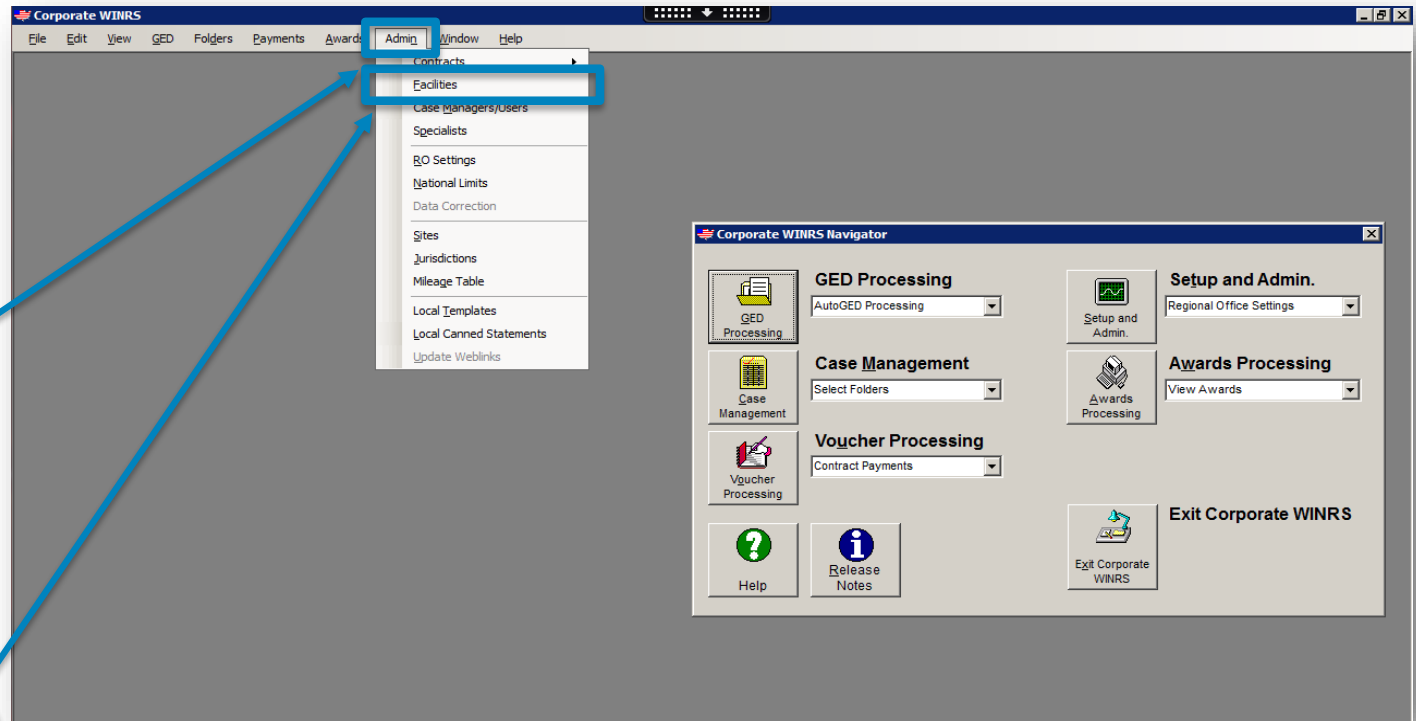 Corporate WINRS
File Edit View GED Folders Payments Awards Admin Window Help
Contracts
Facilities
Case Managers/Users
Specialists
RO Settings
National Limits
Data Correction
Sites
Jurisdictions
Mileage Table
Local Templates
Local Canned Statements
Update Weblinks
Corporate WINRS Navigator
GED Processing
GED Processing
AutoGED Processing
Case Management
Case Management
Select Folders
Voucher Processing
Voucher Processing
Contract Payments
Help
Release Notes
Setup and Admin.
Setup and Admin.
Regional Office Settings
Awards Processing
Awards Processing
View Awards
Exit Corporate WINRS
Exit Corporate WINRS